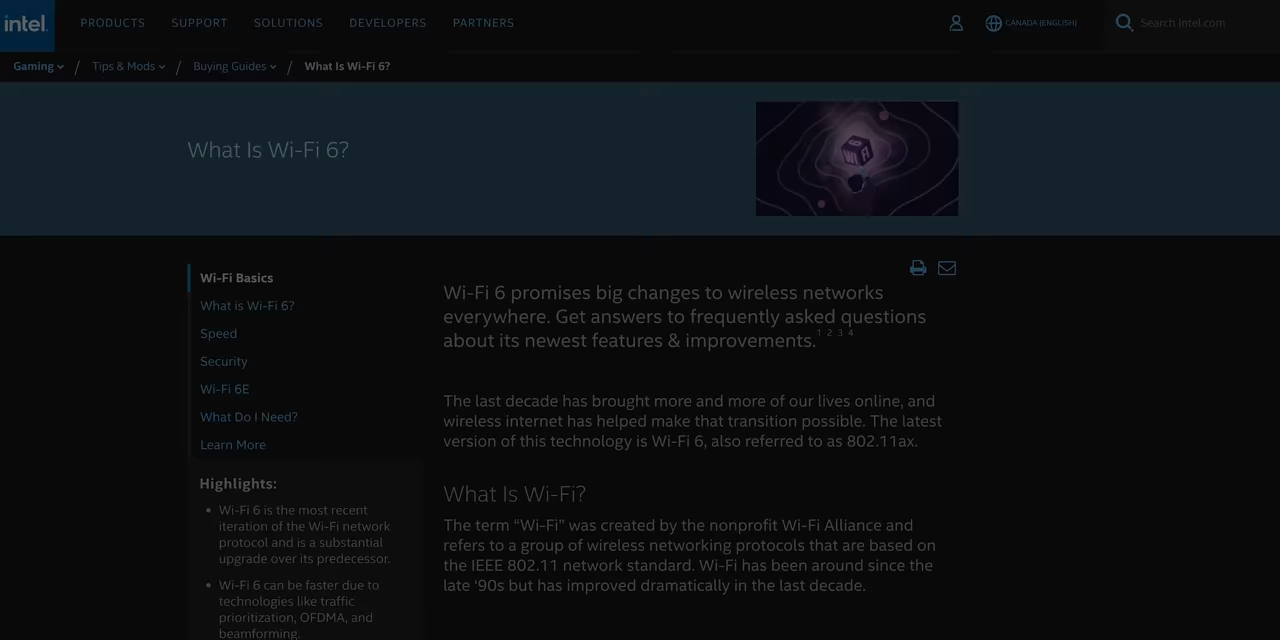 intel.
PRODUCTS SUPPORT SOLUTIONS DEVELOPERS PARTNERS CANADA (ENGLISH) Search intel.com
Gaming / Tips & Mods / Buying Guides / What Is Wi-Fi 6?
What Is Wi-Fi 6?
WI FI
Wi-Fi Basics
What is Wi-Fi 6?
Speed
Security
Wi-Fi 6E
What Do I Need?
Learn More
Highlights:
• Wi-Fi 6 is the most recent
iteration of the Wi-Fi network
protocol and is a substantial
upgrade over its predecessor.
• Wi-Fi 6 can be faster due to
technologies like traffic
prioritization, OFDMA, and
beamforming.
Wi-Fi 6 promises big changes to wireless networks
everywhere. Get answers to frequently asked questions
about its newest features & improvements.1 2 3 4
The last decade has brought more and more of our lives online, and
wireless internet has helped make that transition possible. The latest
version of this technology is Wi-Fi 6, also referred to as 802.11ax.
What Is Wi-Fi?
The term “Wi-Fi” was created by the nonprofit Wi-Fi Alliance and
refers to a group of wireless networking protocols that are based on
the IEEE 802.11 network standard. Wi-Fi has been around since the
late ’90s but has improved dramatically in the last decade.